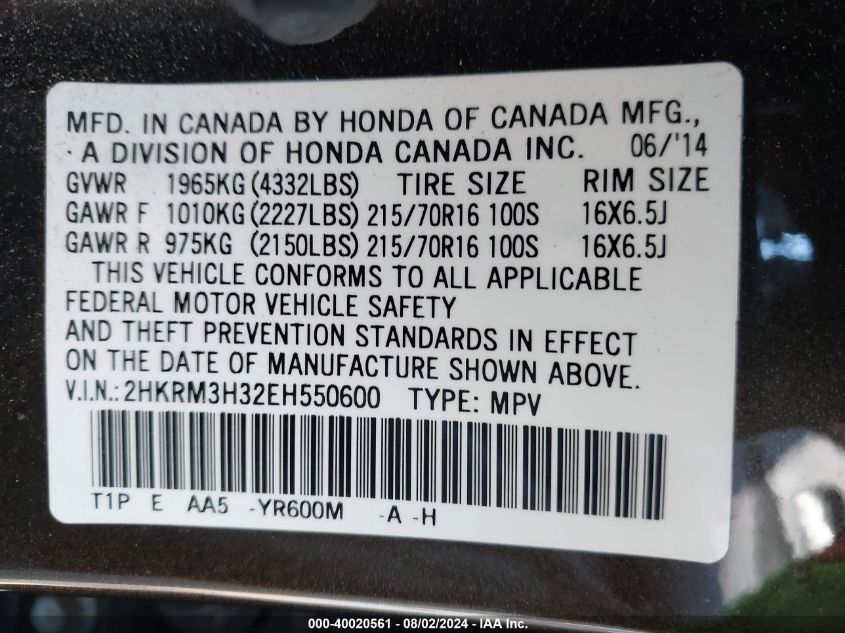 MFD. IN CANADA BY HONDA OF CANADA MFG.,
A DIVISION OF HONDA CANADA INC. 06/'14
GVWR 1965KG (4332LBS) TIRE SIZE RIM SIZE
GAWR F 1010KG (2227LBS) 215/70R16 100S 16X6.5J
GAWR R 975KG (2150LBS) 215/70R16 100S 16X6.5J
THIS VEHICLE CONFORMS TO ALL APPLICABLE
FEDERAL MOTOR VEHICLE SAFETY
AND THEFT PREVENTION STANDARDS IN EFFECT
ON THE DATE OF MANUFACTURE SHOWN ABOVE.
V.I.N.: 2HKRM3H32EH550600 TYPE: MPV
T1P E AA5 -YR600M -A -H
000-40020561 - 08/02/2024 - IAA Inc.